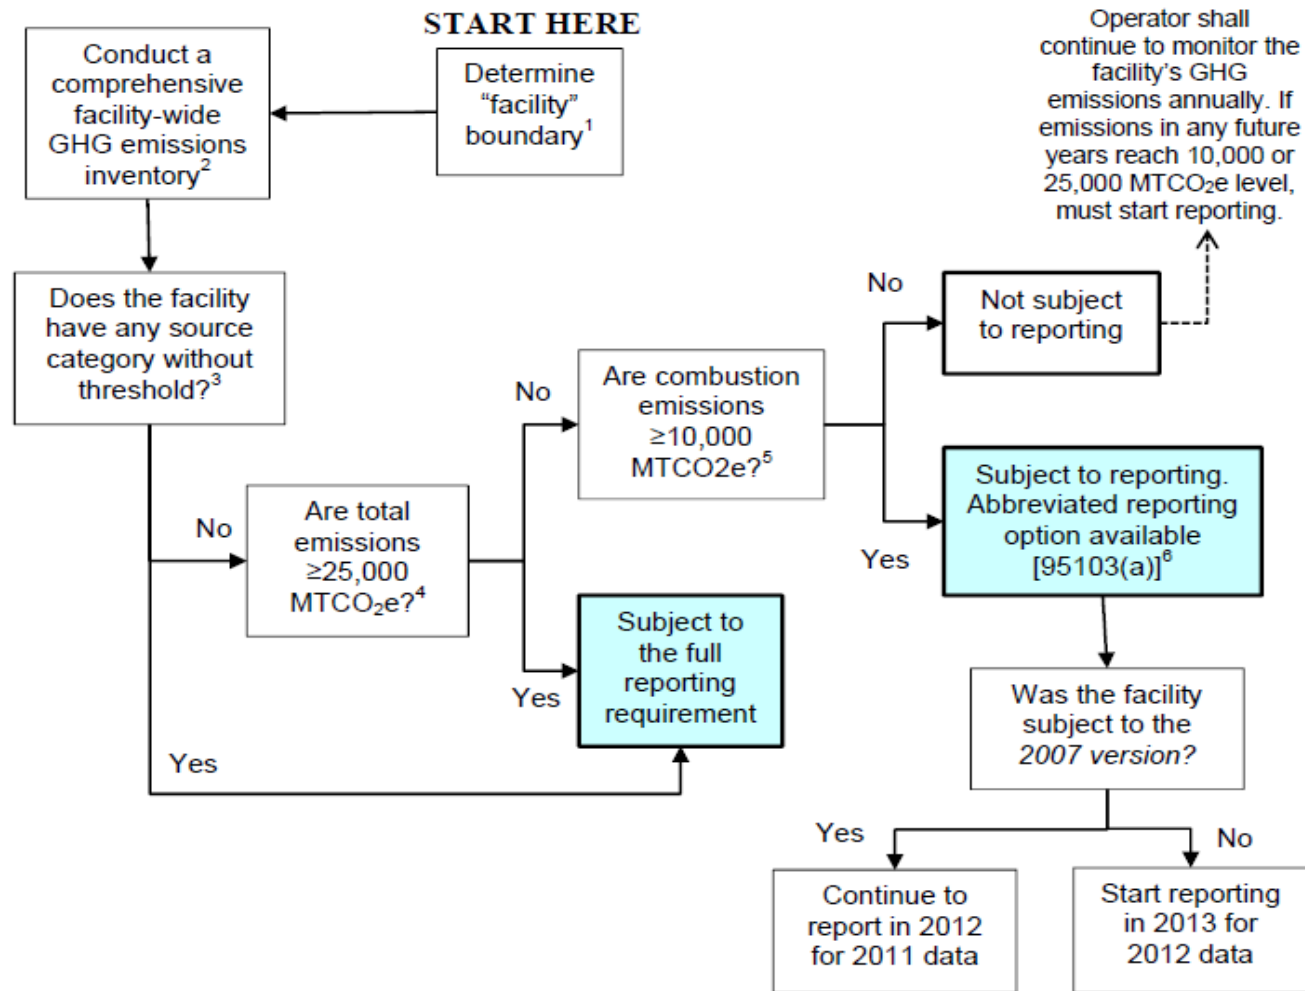 START HERE
Determine
“facility”
boundary1
Conduct a
comprehensive
facility-wide
GHG emissions
inventory2
Does the facility
have any source
category without
threshold?3
No
Are total
emissions
≥25,000
MTCO₂e?4
Yes
No
Are combustion
emissions
≥10,000
MTCO2e?5
Yes
Subject to
the full
reporting
requirement
No
Not subject
to reporting
Operator shall
continue to monitor the
facility’s GHG
emissions annually. If
emissions in any future
years reach 10,000 or
25,000 MTCO₂e level,
must start reporting.
Yes
Subject to reporting.
Abbreviated reporting
option available
[95103(a)]6
Was the facility
subject to the
2007 version?
Yes
Continue to
report in 2012
for 2011 data
No
Start reporting
in 2013 for
2012 data